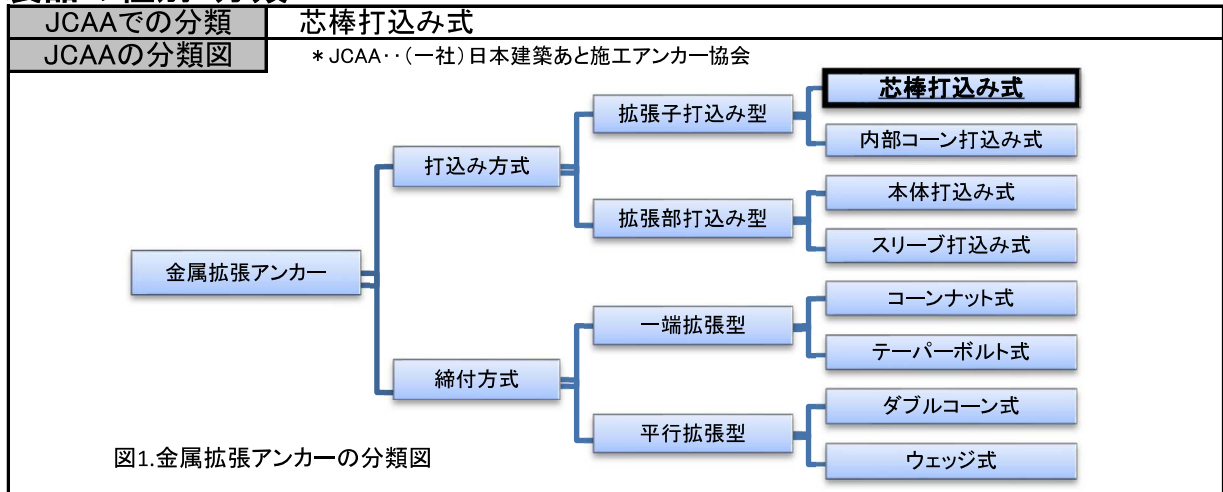 JCAAでの分類 芯棒打込み式
JCAAの分類図 *JCAA‥(一社)日本建築あと施工アンカー協会
芯棒打込み式
拡張子打込み型
内部コーン打込み式
打込み方式
本体打込み式
拡張部打込み型
スリーブ打込み式
金属拡張アンカー
コーンナット式
一端拡張型
テーパーボルト式
締付方式
ダブルコーン式
平行拡張型
図1.金属拡張アンカーの分類図
ウェッジ式